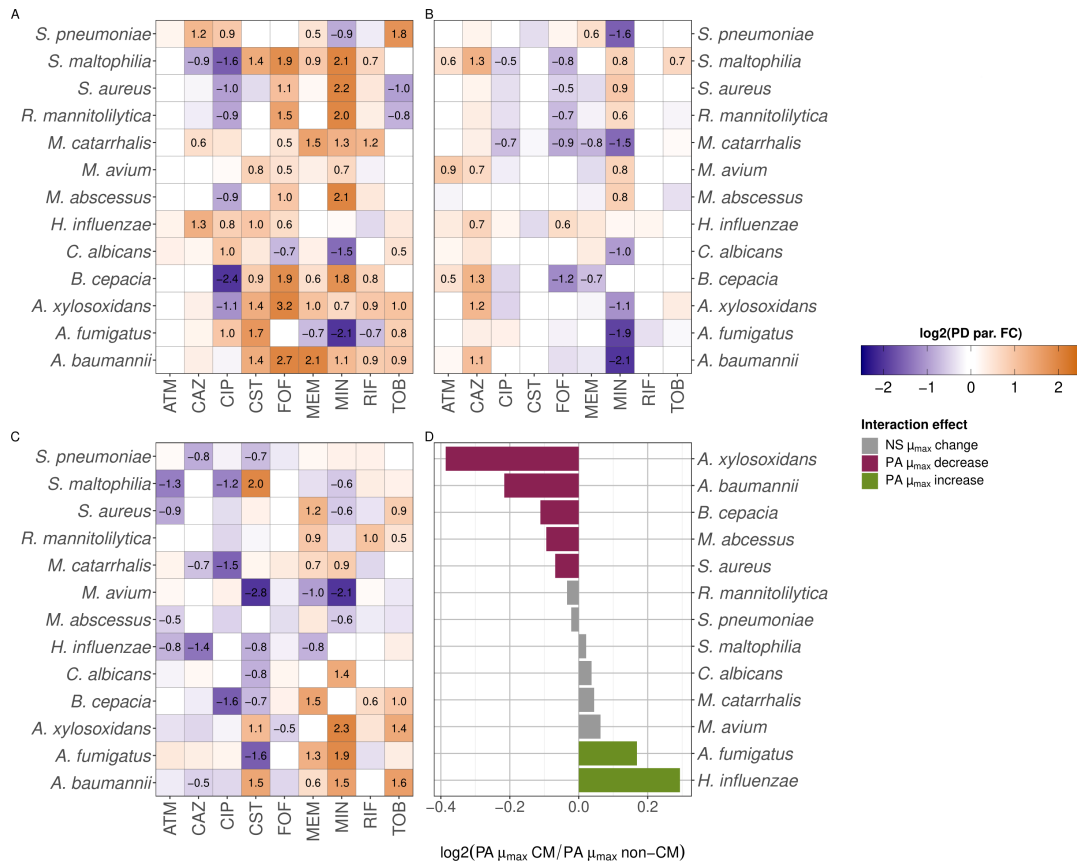 A
S. pneumoniae 1.2 0.9 0.5 −0.9 1.8
S. maltophilia −0.9 −1.6 1.4 1.9 0.9 2.1 0.7
S. aureus −1.0 1.1 2.2 −1.0
R. mannitolilytica −0.9 1.5 2.0 −0.8
M. catarrhalis 0.6 0.5 1.5 1.3 1.2
M. avium 0.8 0.5 0.7
M. abscessus −0.9 1.0 2.1
H. influenzae 1.3 0.8 1.0 0.6
C. albicans 1.0 −0.7 −1.5 0.5
B. cepacia −2.4 0.9 1.9 0.6 1.8 0.8
A. xylosoxidans −1.1 1.4 3.2 1.0 0.7 0.9 1.0
A. fumigatus 1.0 1.7 −0.7 −2.1 −0.7 0.8
A. baumannii 1.4 2.7 2.1 1.1 0.9 0.9
ATM CAZ CIP CST FOF MEM MIN RIF TOB
B
0.6 −1.6 S. pneumoniae
0.6 1.3 −0.5 −0.8 0.8 0.7 S. maltophilia
−0.5 0.9 S. aureus
−0.7 0.6 R. mannitolilytica
−0.7 −0.9 −0.8 −1.5 M. catarrhalis
0.9 0.7 0.8 M. avium
0.8 M. abscessus
0.7 0.6 H. influenzae
−1.0 C. albicans
0.5 1.3 −1.2 −0.7 B. cepacia
1.2 −1.1 A. xylosoxidans
−1.9 A. fumigatus
1.1 −2.1 A. baumannii
ATM CAZ CIP CST FOF MEM MIN RIF TOB
log2(PD par. FC)
−2 −1 0 1 2
Interaction effect
NS μmax change
PA μmax decrease
PA μmax increase
C
S. pneumoniae −0.8 −0.7
S. maltophilia −1.3 −1.2 2.0 −0.6
S. aureus −0.9 1.2 −0.6 0.9
R. mannitolilytica 0.9 1.0 0.5
M. catarrhalis −0.7 −1.5 0.7 0.9
M. avium −2.8 −1.0 −2.1
M. abscessus −0.5 −0.6
H. influenzae −0.8 −1.4 −0.8 −0.8
C. albicans −0.8 1.4
B. cepacia −1.6 −0.7 1.5 0.6 1.0
A. xylosoxidans 1.1 −0.5 2.3 1.4
A. fumigatus −1.6 1.3 1.9
A. baumannii −0.5 1.5 0.6 1.5 1.6
ATM CAZ CIP CST FOF MEM MIN RIF TOB
D
A. xylosoxidans
A. baumannii
B. cepacia
M. abcessus
S. aureus
R. mannitolilytica
S. pneumoniae
S. maltophilia
C. albicans
M. catarrhalis
M. avium
A. fumigatus
H. influenzae
−0.4 −0.2 0.0 0.2
log2(PA μmax CM/PA μmax non−CM)